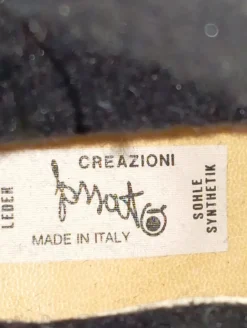 CREAZIONI
MADE IN ITALY
LEDER
SOHLE
SYNTHETIK